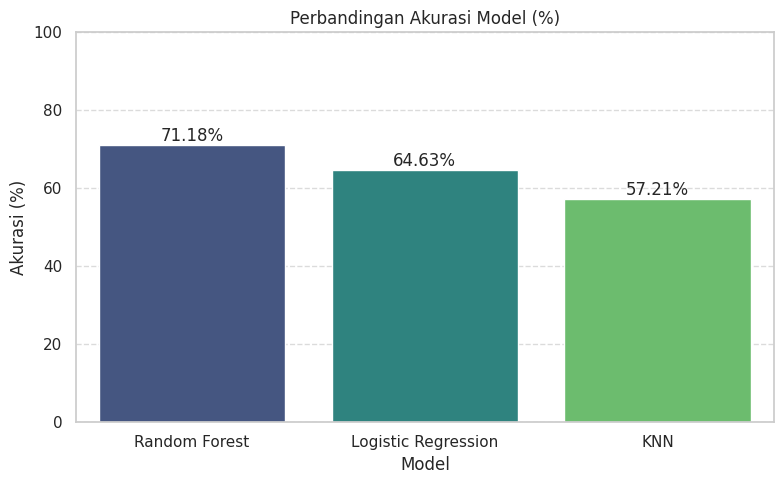 Perbandingan Akurasi Model (%)
Akurasi (%)
100
80
60
40
20
0
71.18%
64.63%
57.21%
Random Forest
Logistic Regression
KNN
Model